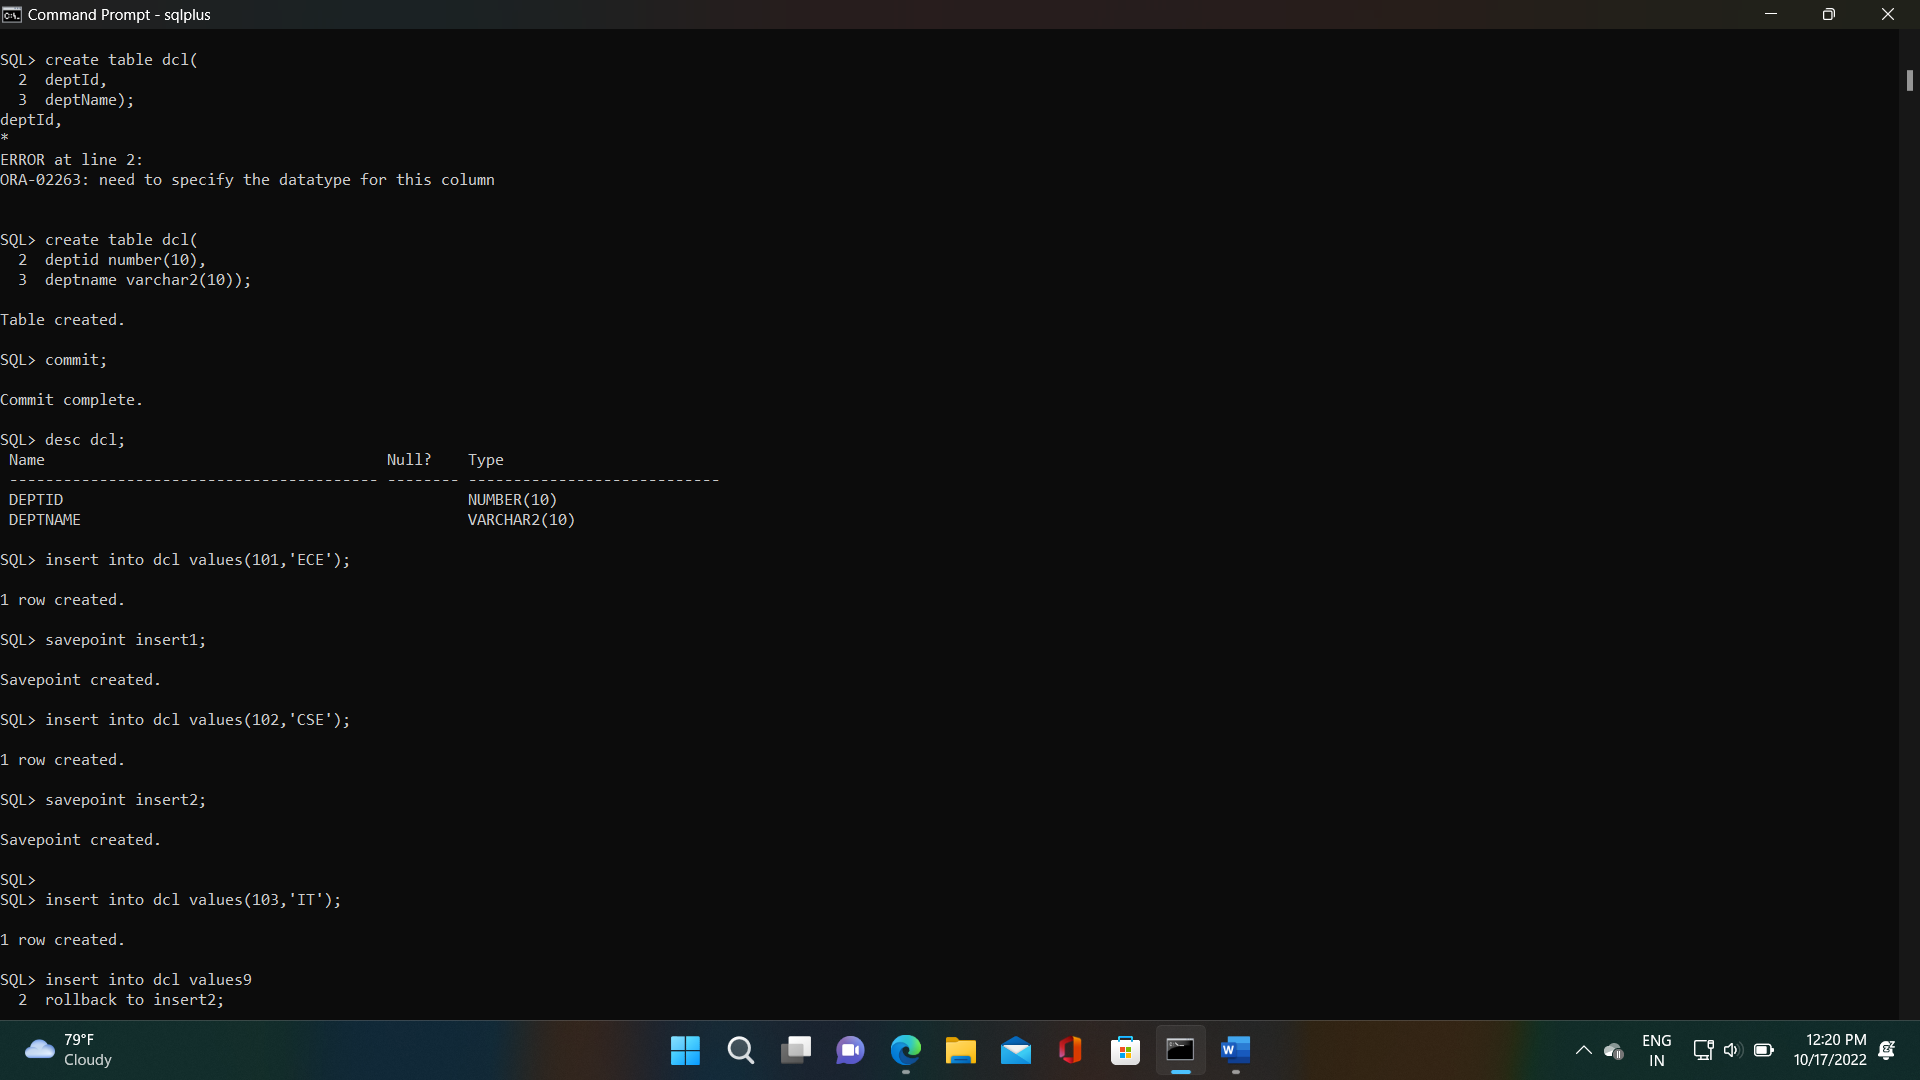 Command Prompt - sqlplus
SQL> create table dcl(
  2  deptId,
  3  deptName);
deptId,
*
ERROR at line 2:
ORA-02263: need to specify the datatype for this column
SQL> create table dcl(
  2  deptid number(10),
  3  deptname varchar2(10));
Table created.
SQL> commit;
Commit complete.
SQL> desc dcl;
 Name                                      Null?    Type
 ----------------------------------------- -------- ----------------------------
 DEPTID                                             NUMBER(10)
 DEPTNAME                                           VARCHAR2(10)
SQL> insert into dcl values(101,'ECE');
1 row created.
SQL> savepoint insert1;
Savepoint created.
SQL> insert into dcl values(102,'CSE');
1 row created.
SQL> savepoint insert2;
Savepoint created.
SQL>
SQL> insert into dcl values(103,'IT');
1 row created.
SQL> insert into dcl values9
  2  rollback to insert2;
79°F
Cloudy
ENG
IN
12:20 PM
10/17/2022